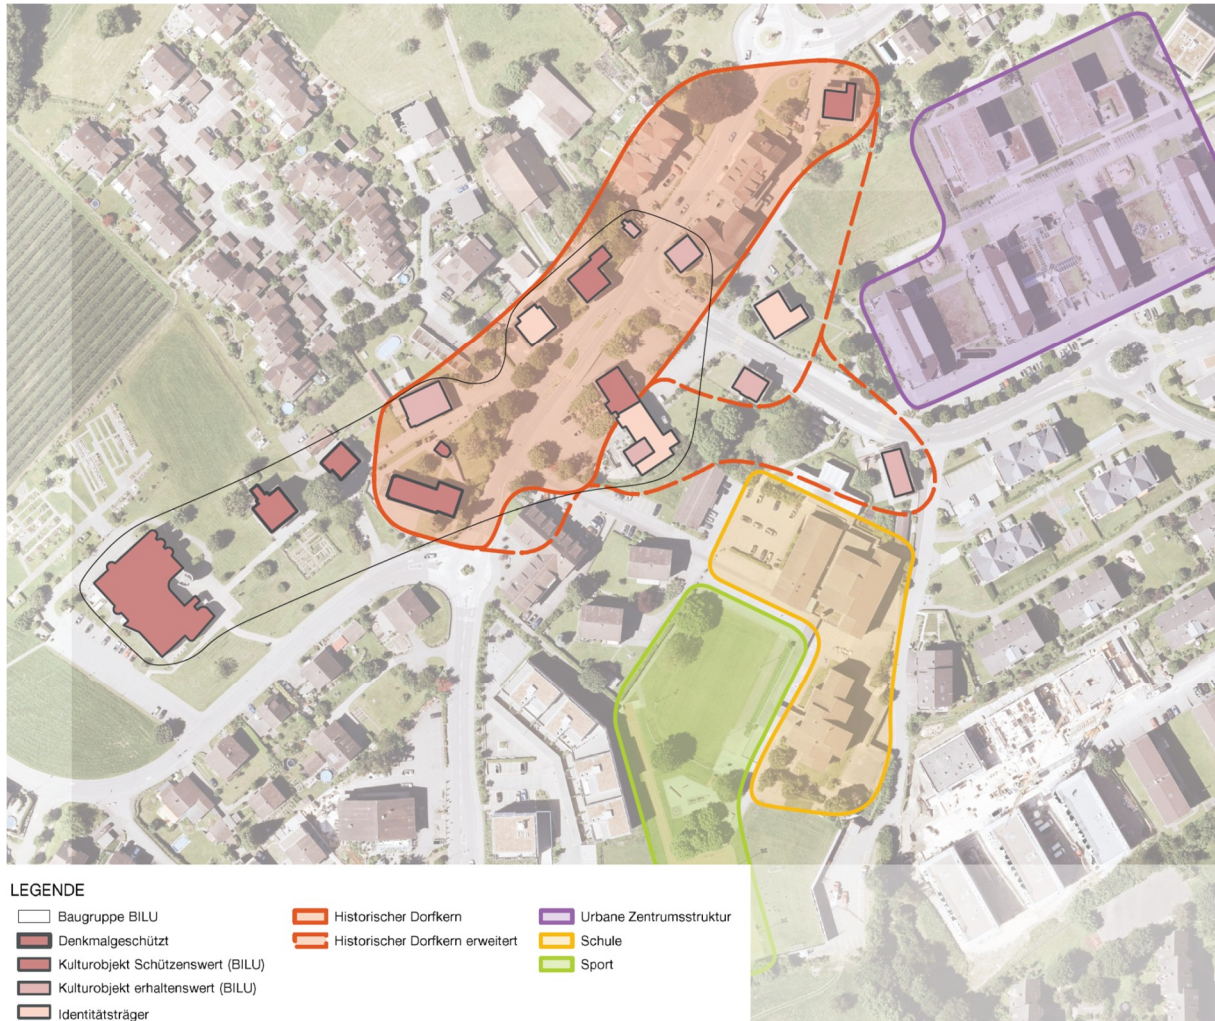 LEGENDE
Baugruppe BILU
Denkmalgeschützt
Kulturobjekt Schützenswert (BILU)
Kulturobjekt erhaltenswert (BILU)
Identitätsträger
Historischer Dorfkern
Historischer Dorfkern erweitert
Urbane Zentrumsstruktur
Schule
Sport